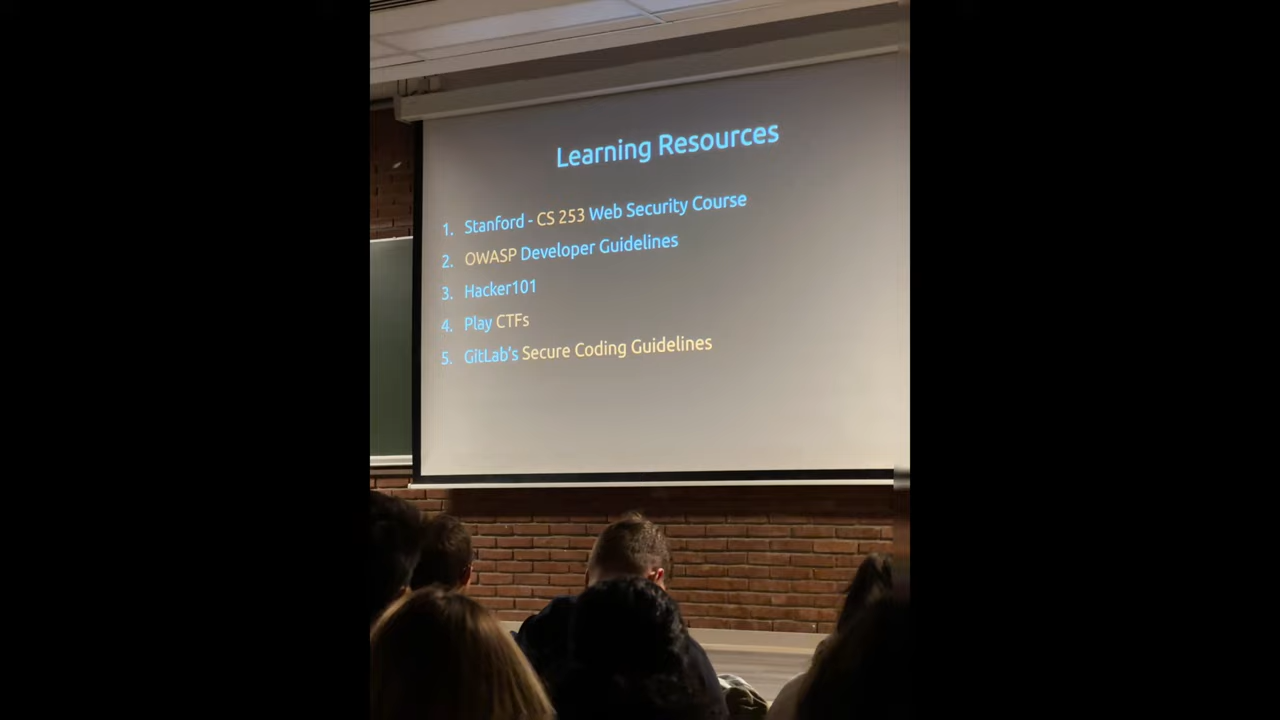 Learning Resources
1. Stanford - CS 253 Web Security Course
2. OWASP Developer Guidelines
3. Hacker101
4. Play CTFs
5. GitLab's Secure Coding Guidelines